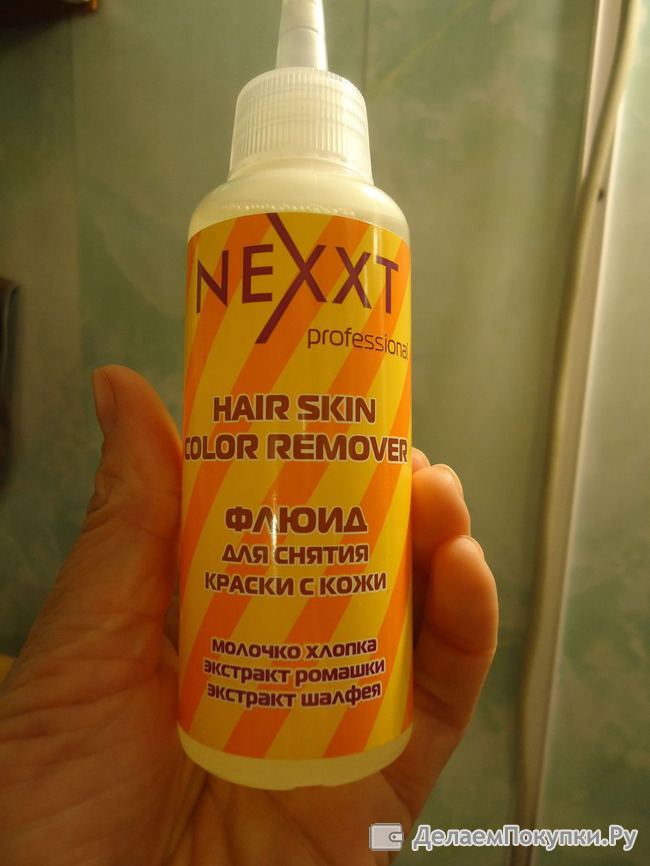 NEXXT
professional
HAIR SKIN
COLOR REMOVER
ФЛЮИД
ДЛЯ СНЯТИЯ
КРАСКИ С КОЖИ
МОЛОЧКО ХЛОПКА
ЭКСТРАКТ РОМАШКИ
ЭКСТРАКТ ШАЛФЕЯ
ДелаемПокупки.Ру